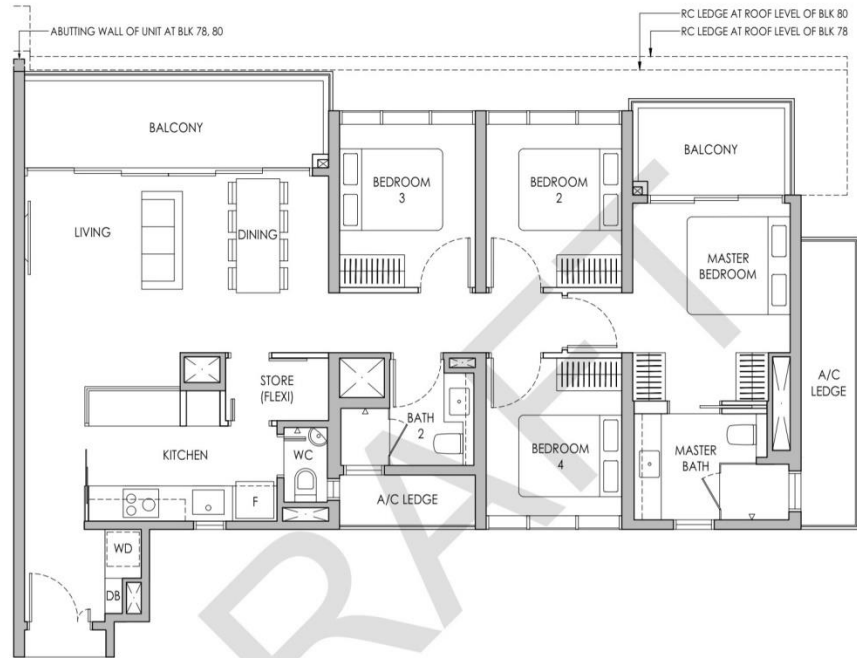 RC LEDGE AT ROOF LEVEL OF BLK 80
ABUTTING WALL OF UNIT AT BLK 78, 80
RC LEDGE AT ROOF LEVEL OF BLK 78
BALCONY
BALCONY
BEDROOM
3
BEDROOM
2
LIVING
DINING
MASTER
BEDROOM
A/C
LEDGE
STORE
(FLEXI)
BATH
2
KITCHEN
WC
BEDROOM
4
MASTER
BATH
F
A/C LEDGE
WD
DB
RAFT